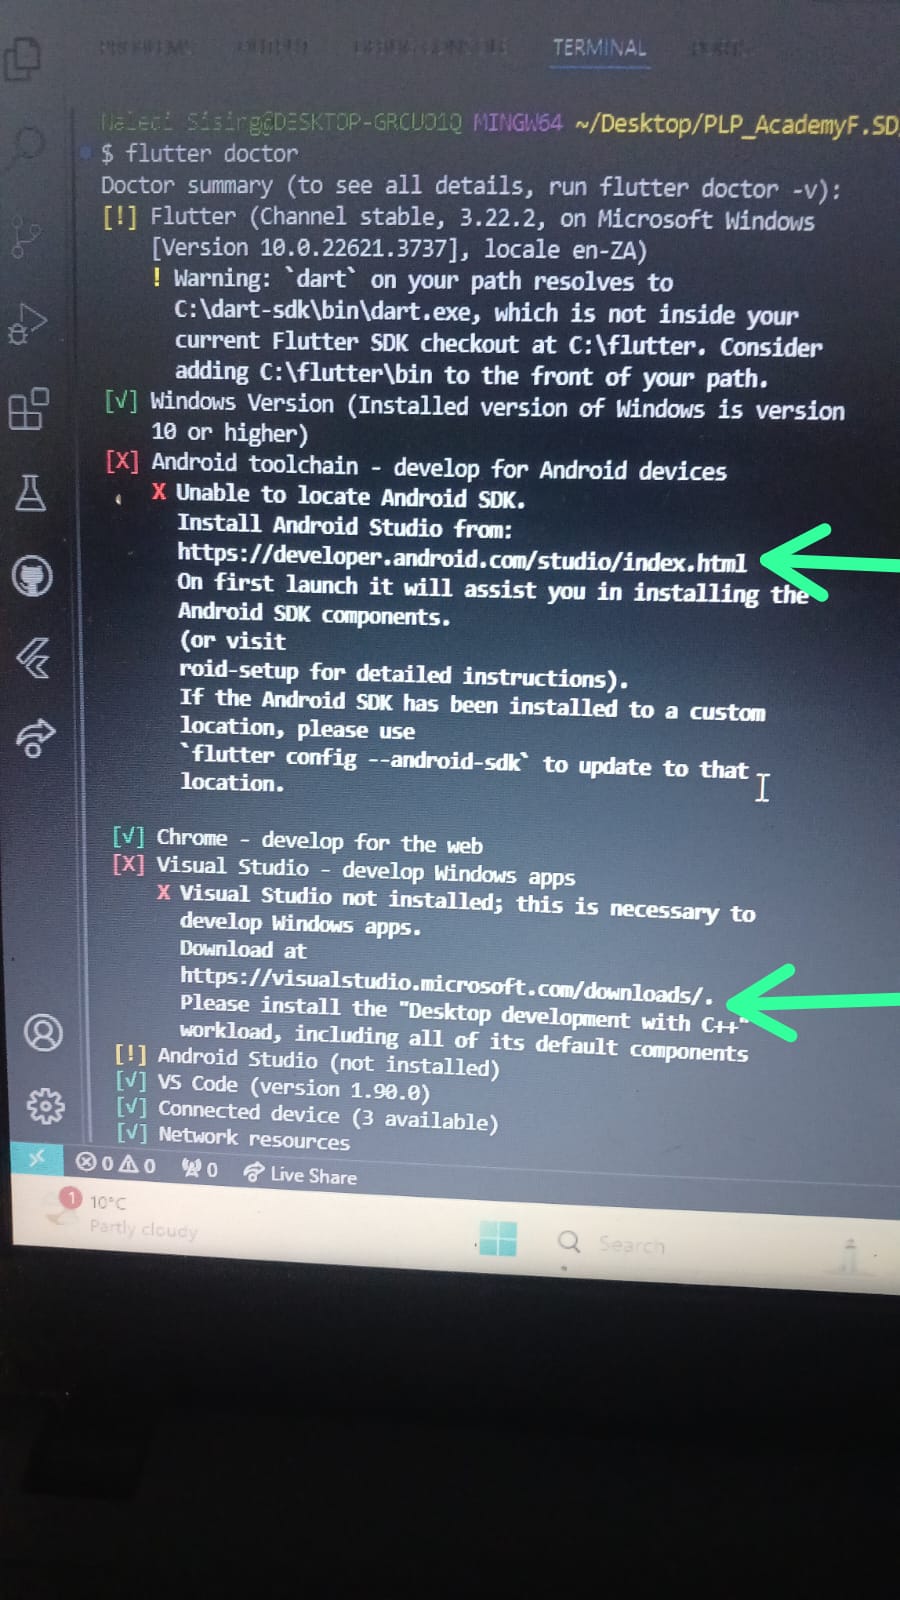 TERMINAL
Naledi Sising@DESKTOP-GRCUO1Q MINGW64 ~/Desktop/PLP_AcademyF.SD
$ flutter doctor
Doctor summary (to see all details, run flutter doctor -v):
[!] Flutter (Channel stable, 3.22.2, on Microsoft Windows
[Version 10.0.22621.3737], locale en-ZA)
! Warning: `dart` on your path resolves to
C:\dart-sdk\bin\dart.exe, which is not inside your
current Flutter SDK checkout at C:\flutter. Consider
adding C:\flutter\bin to the front of your path.
[√] Windows Version (Installed version of Windows is version
10 or higher)
[X] Android toolchain - develop for Android devices
X Unable to locate Android SDK.
Install Android Studio from:
https://developer.android.com/studio/index.html
On first launch it will assist you in installing the
Android SDK components.
(or visit
roid-setup for detailed instructions).
If the Android SDK has been installed to a custom
location, please use
`flutter config --android-sdk` to update to that
location.
[√] Chrome - develop for the web
[X] Visual Studio - develop Windows apps
X Visual Studio not installed; this is necessary to
develop Windows apps.
Download at
https://visualstudio.microsoft.com/downloads/.
Please install the "Desktop development with C++"
workload, including all of its default components
[!] Android Studio (not installed)
[√] VS Code (version 1.90.0)
[√] Connected device (3 available)
[√] Network resources
0 0 0 Live Share
1 10°C
Partly cloudy
Search